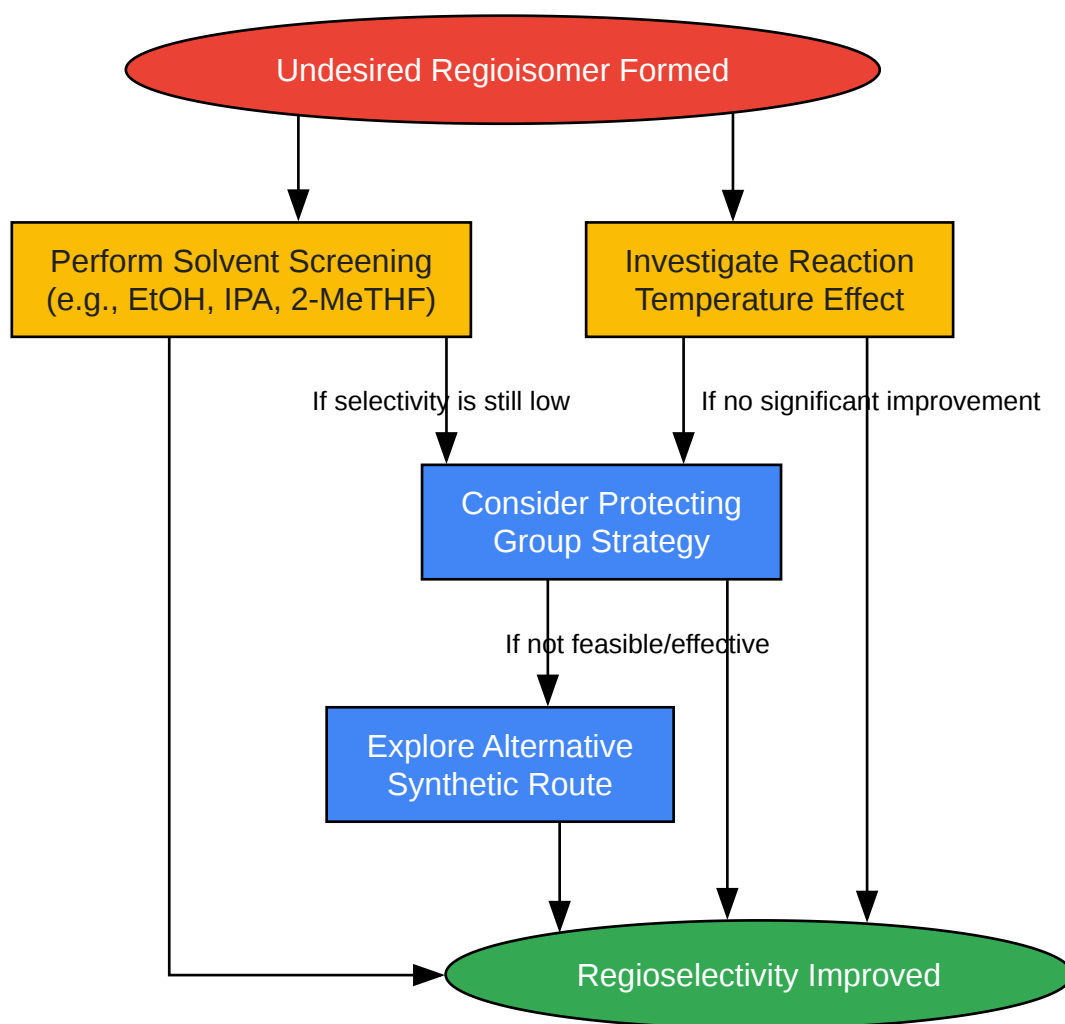 Undesired Regioisomer Formed
Perform Solvent Screening
(e.g., EtOH, IPA, 2-MeTHF)
Investigate Reaction
Temperature Effect
If selectivity is still low
If no significant improvement
Consider Protecting
Group Strategy
If not feasible/effective
Explore Alternative
Synthetic Route
Regioselectivity Improved